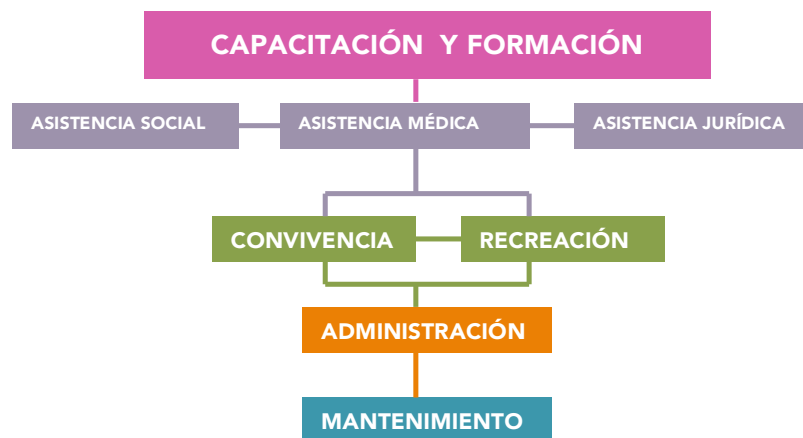 CAPACITACIÓN Y FORMACIÓN
ASISTENCIA SOCIAL
ASISTENCIA MÉDICA
ASISTENCIA JURÍDICA
CONVIVENCIA
RECREACIÓN
ADMINISTRACIÓN
MANTENIMIENTO